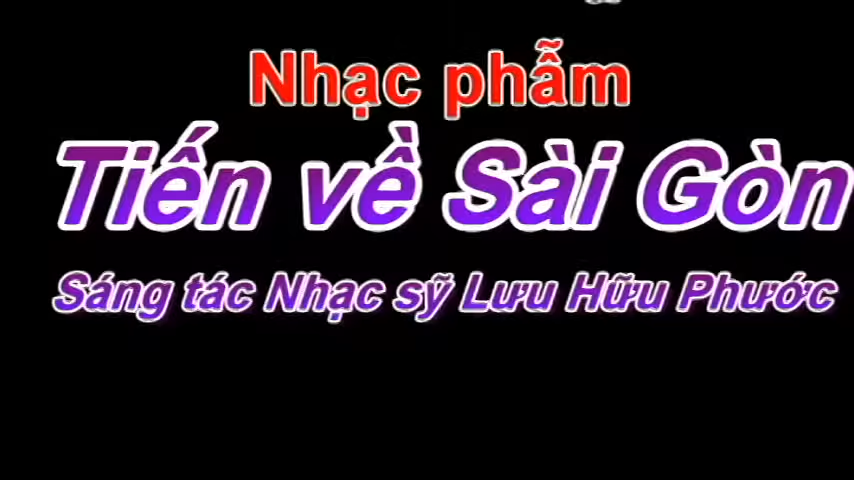 Nhạc phẩm
Tiến về Sài Gòn
Sáng tác Nhạc sỹ Lưu Hữu Phước